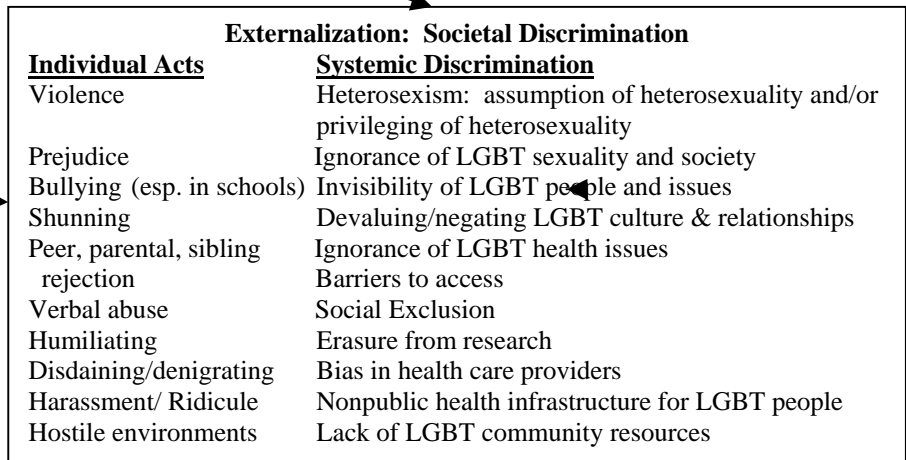 Externalization: Societal Discrimination
Individual Acts Systemic Discrimination
Violence Heterosexism: assumption of heterosexuality and/or
privileging of heterosexuality
Prejudice Ignorance of LGBT sexuality and society
Bullying (esp. in schools) Invisibility of LGBT people and issues
Shunning Devaluing/negating LGBT culture & relationships
Peer, parental, sibling Ignorance of LGBT health issues
rejection Barriers to access
Verbal abuse Social Exclusion
Humiliating Erasure from research
Disdaining/denigrating Bias in health care providers
Harassment/ Ridicule Nonpublic health infrastructure for LGBT people
Hostile environments Lack of LGBT community resources